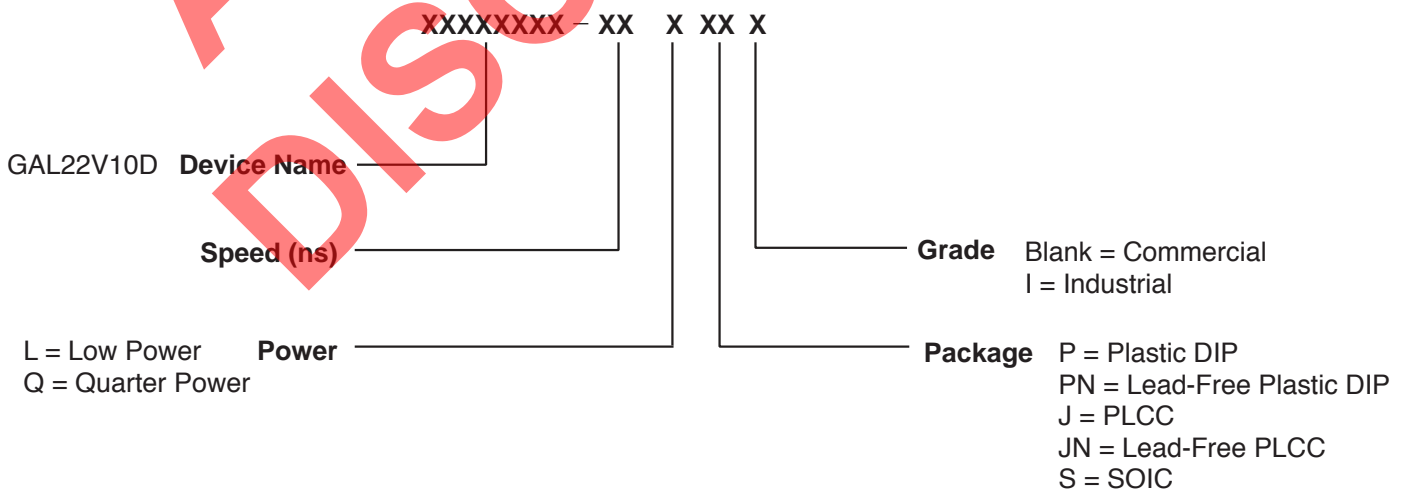 XXXXXXXX – XX X XX X
GAL22V10D Device Name
Speed (ns)
Grade Blank = Commercial
I = Industrial
L = Low Power Power
Q = Quarter Power
Package P = Plastic DIP
PN = Lead-Free Plastic DIP
J = PLCC
JN = Lead-Free PLCC
S = SOIC
DISC